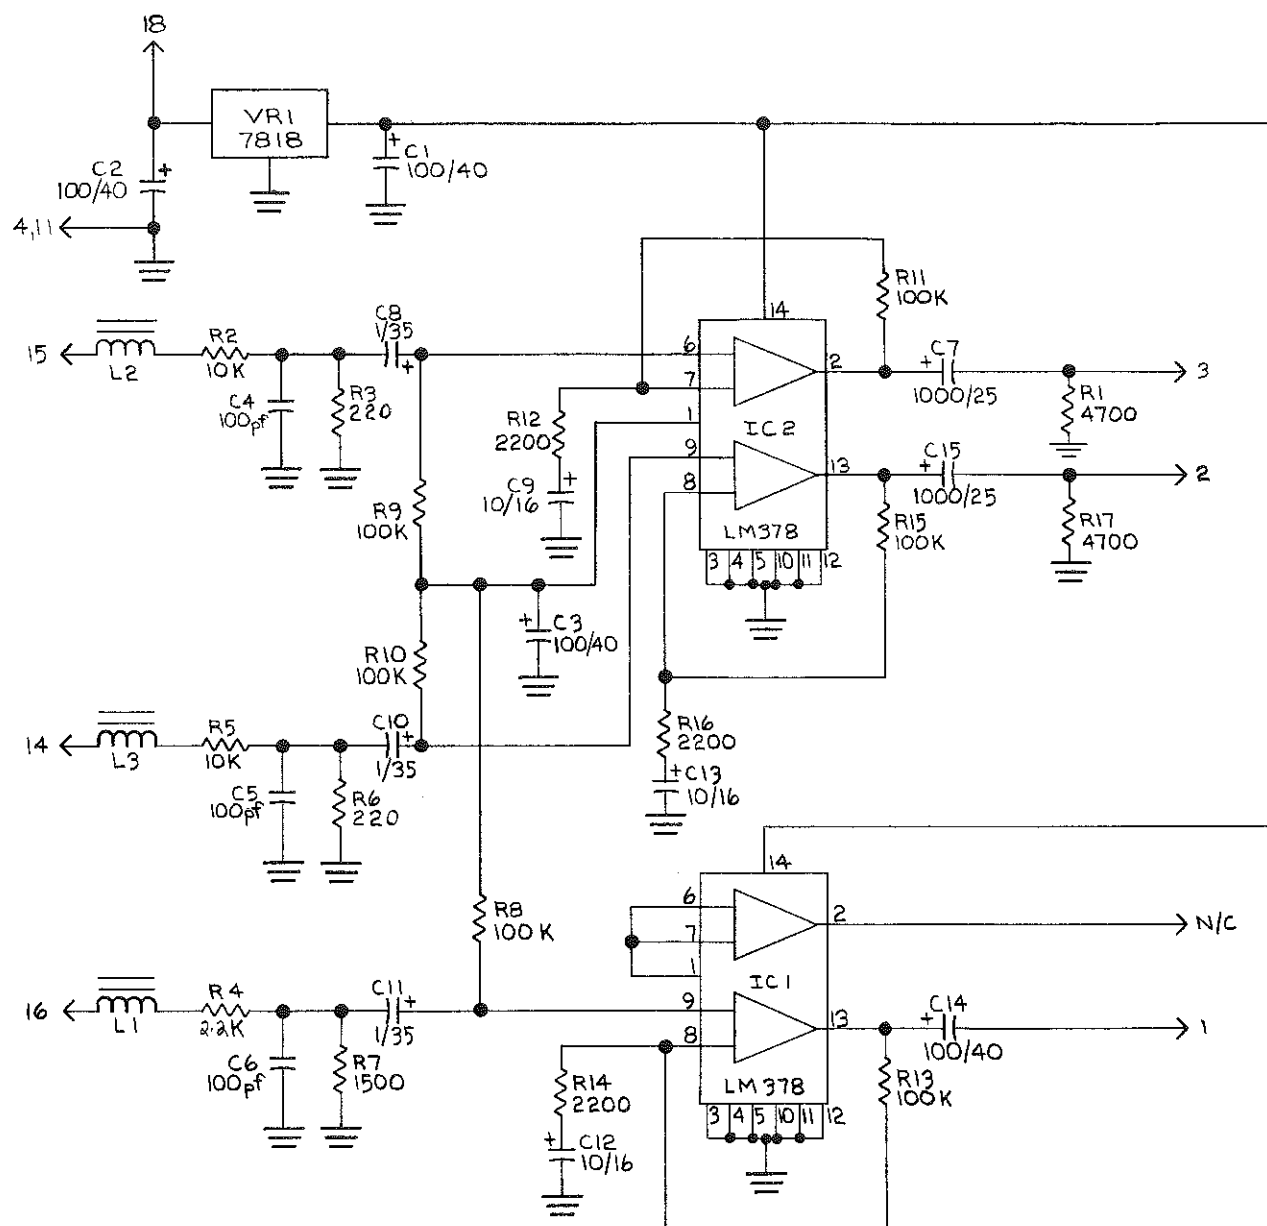 18
VR1
7818
C2
100/40
+
+
C1
100/40
4,11
R11
100K
14
C8
1/35
+
15
L2
R2
10K
C4
100pf
R3
220
6
7
1
9
8
2
13
IC2
LM378
3 4 5 10 11 12
+
C7
1000/25
3
R1
4700
+
C15
1000/25
2
R17
4700
R12
2200
+
C9
10/16
R15
100K
R9
100K
+
C3
100/40
R10
100K
R16
2200
+
C13
10/16
14
L3
R5
10K
C10
+
1/35
C5
100pf
R6
220
14
R8
100K
6
7
1
9
8
2
N/C
13
IC1
LM378
3 4 5 10 11 12
16
L1
R4
2.2K
C11
+
1/35
C6
100pf
R7
1500
+
C14
100/40
1
R14
2200
+
C12
10/16
R13
100K